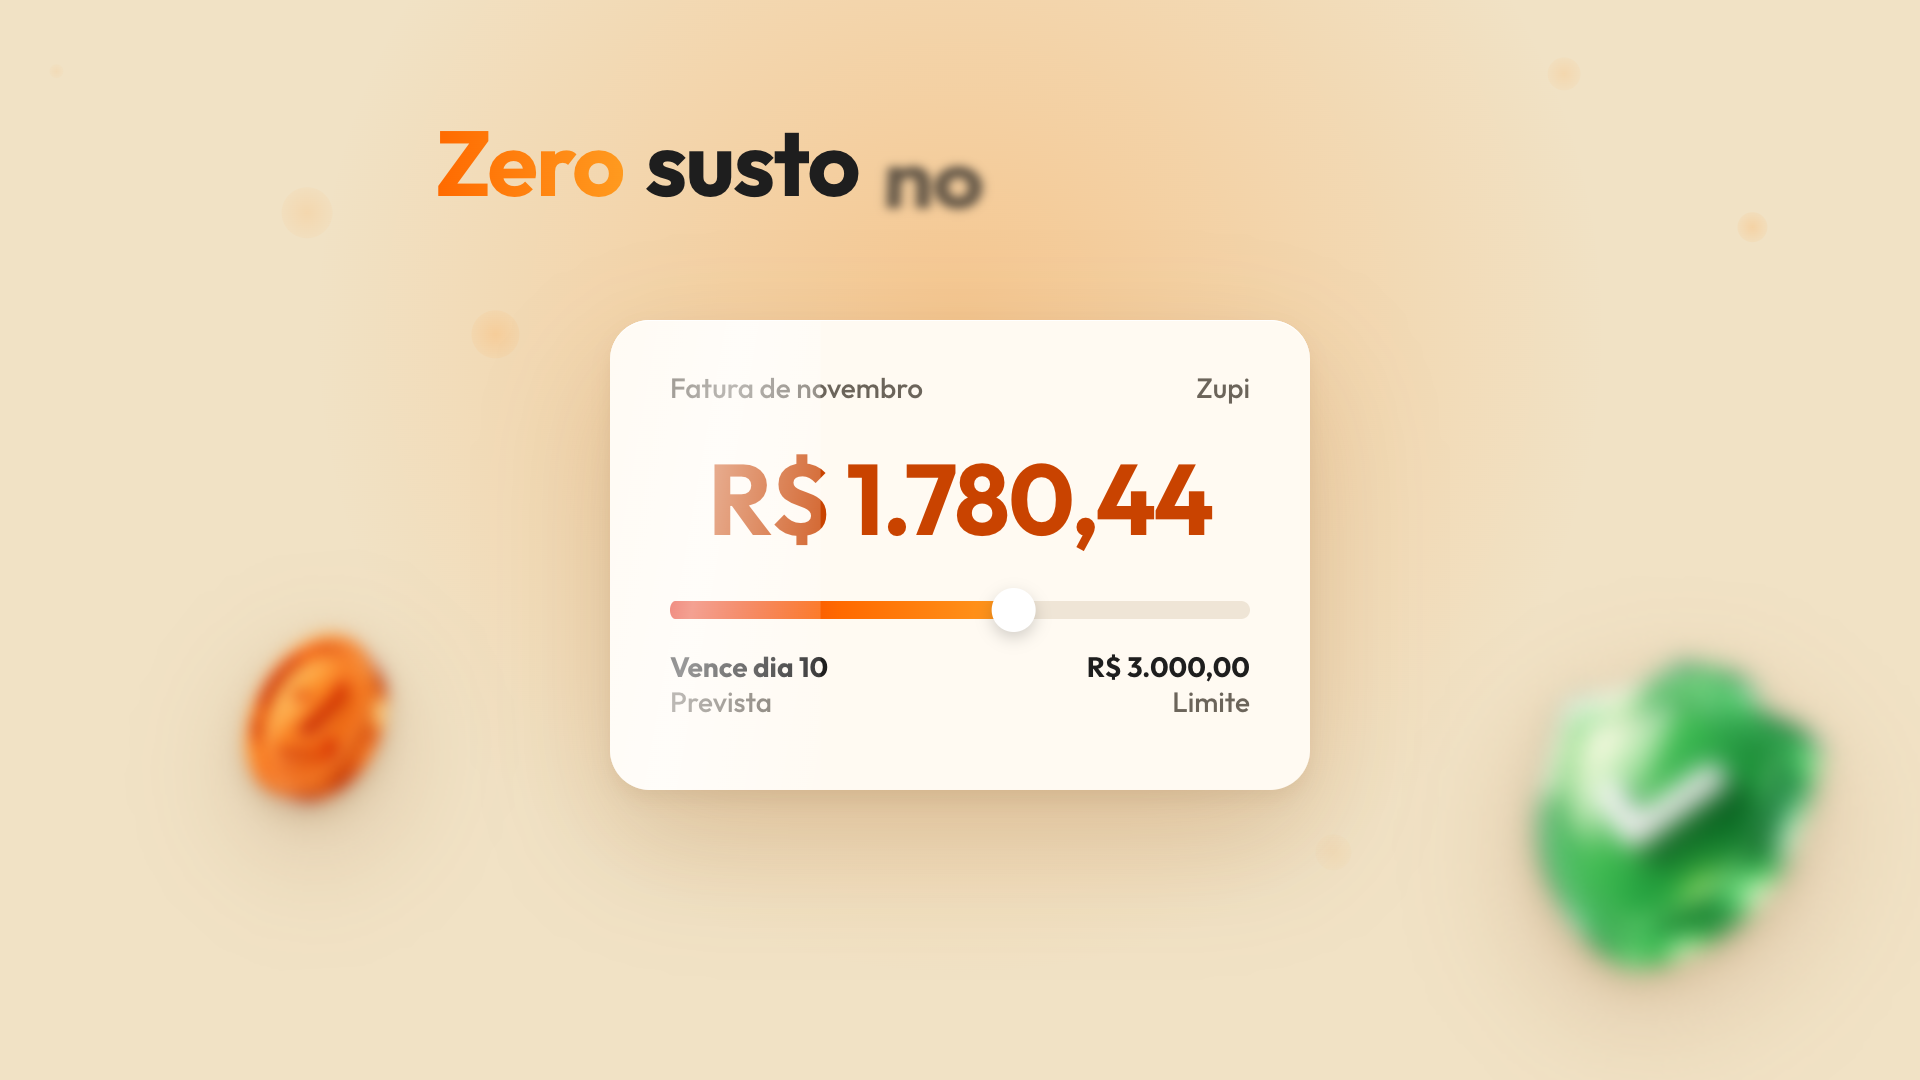 Zero susto no
Fatura de novembro Zupi
R$ 1.780,44
Vence dia 10 R$ 3.000,00
Prevista Limite